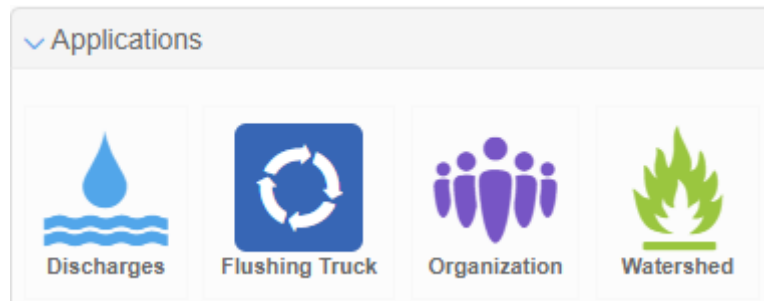 Applications
Discharges
Flushing Truck
Organization
Watershed